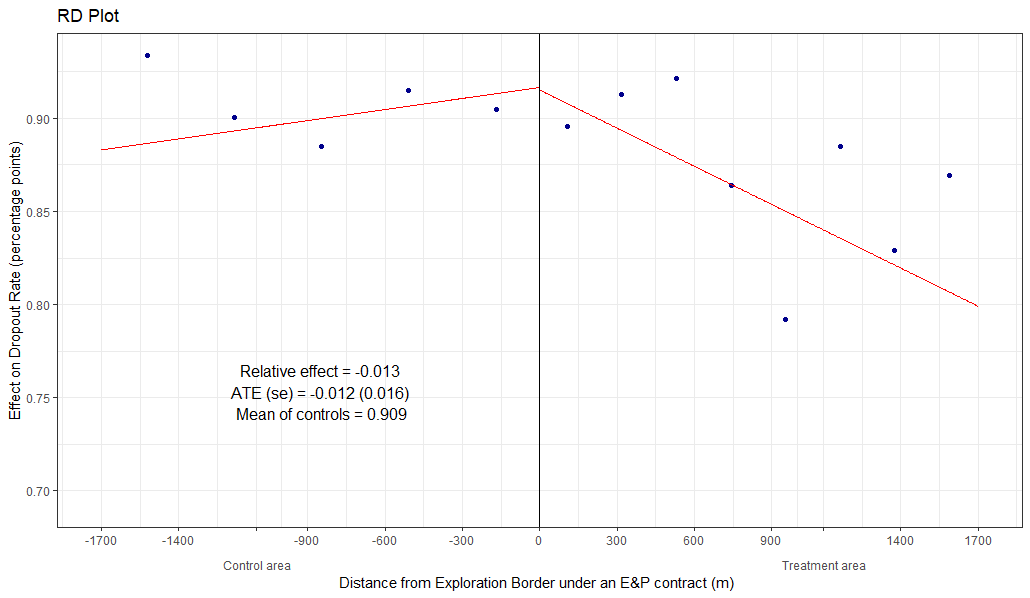 RD Plot
Effect on Dropout Rate (percentage points)
0.90
0.85
0.80
0.75
0.70
Relative effect = -0.013
ATE (se) = -0.012 (0.016)
Mean of controls = 0.909
-1700 -1400 -900 -600 -300 0 300 600 900 1400 1700
Control area Treatment area
Distance from Exploration Border under an E&P contract (m)